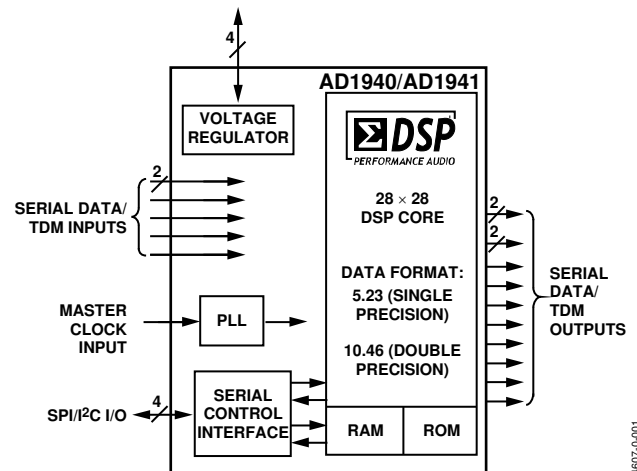 4
AD1940/AD1941
VOLTAGE
REGULATOR
ΣDSP
PERFORMANCE AUDIO
28 × 28
DSP CORE
DATA FORMAT:
5.23 (SINGLE
PRECISION)
10.46 (DOUBLE
PRECISION)
2
SERIAL DATA/
TDM INPUTS
MASTER
CLOCK
INPUT
PLL
SPI/I²C I/O
4
SERIAL
CONTROL
INTERFACE
RAM
ROM
2
2
SERIAL
DATA/
TDM
OUTPUTS